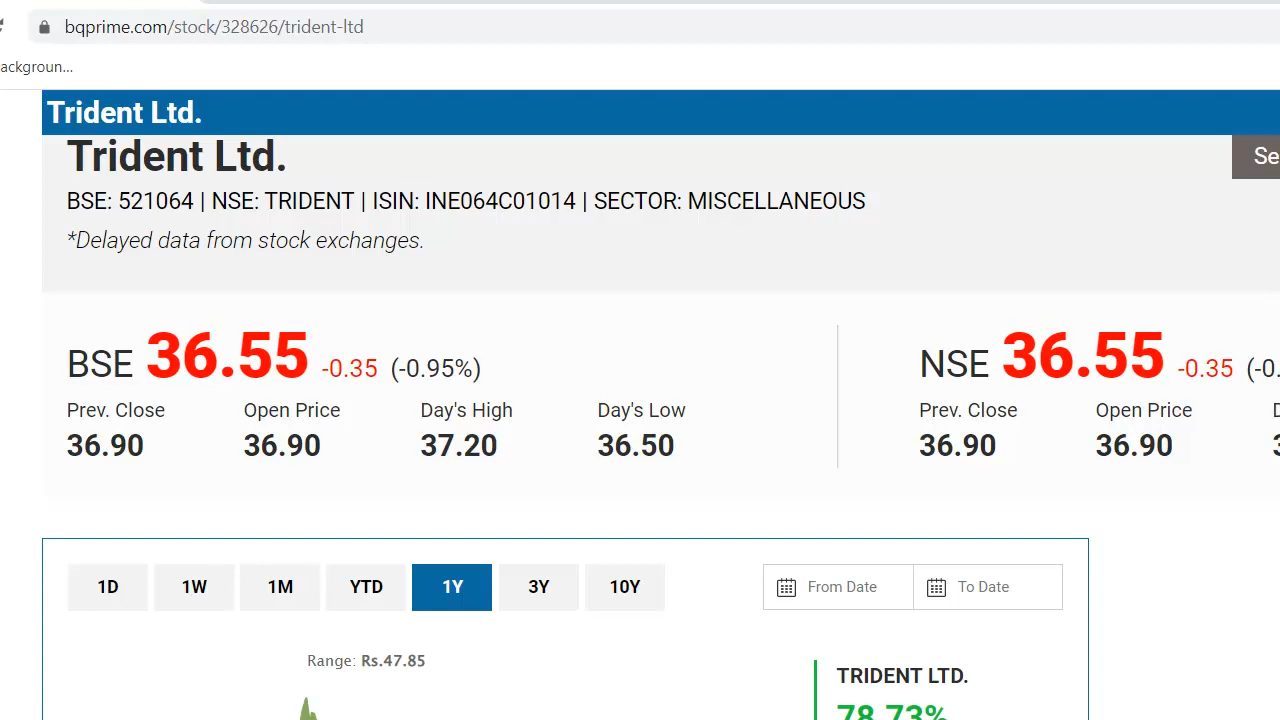 bqprime.com/stock/328626/trident-ltd
ackgroun...
Trident Ltd.
Trident Ltd.
Se
BSE: 521064 | NSE: TRIDENT | ISIN: INE064C01014 | SECTOR: MISCELLANEOUS
*Delayed data from stock exchanges.
BSE 36.55 -0.35 (-0.95%)
Prev. Close Open Price Day's High Day's Low
36.90 36.90 37.20 36.50
NSE 36.55 -0.35 (-0.
Prev. Close Open Price
36.90 36.90
1D 1W 1M YTD 1Y 3Y 10Y
From Date To Date
Range: Rs.47.85
TRIDENT LTD.
78.73%